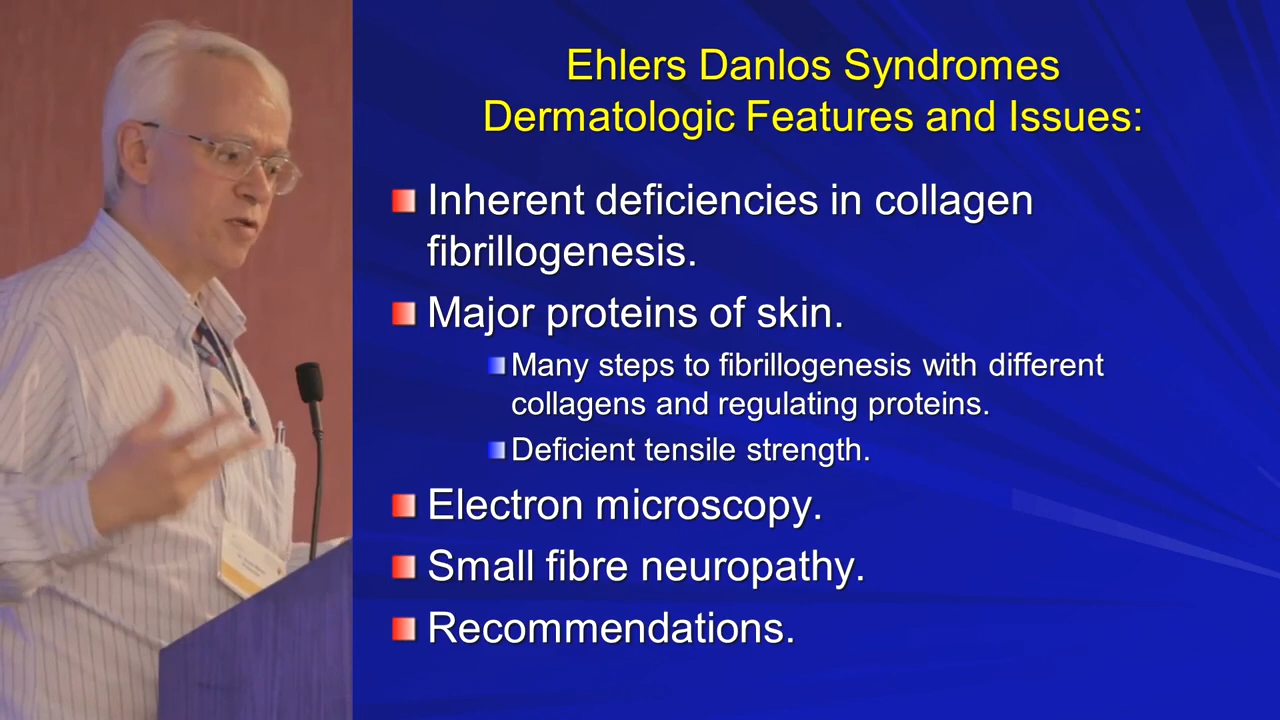 Ehlers Danlos Syndromes
Dermatologic Features and Issues:
Inherent deficiencies in collagen
fibrillogenesis.
Major proteins of skin.
Many steps to fibrillogenesis with different
collagens and regulating proteins.
Deficient tensile strength.
Electron microscopy.
Small fibre neuropathy.
Recommendations.